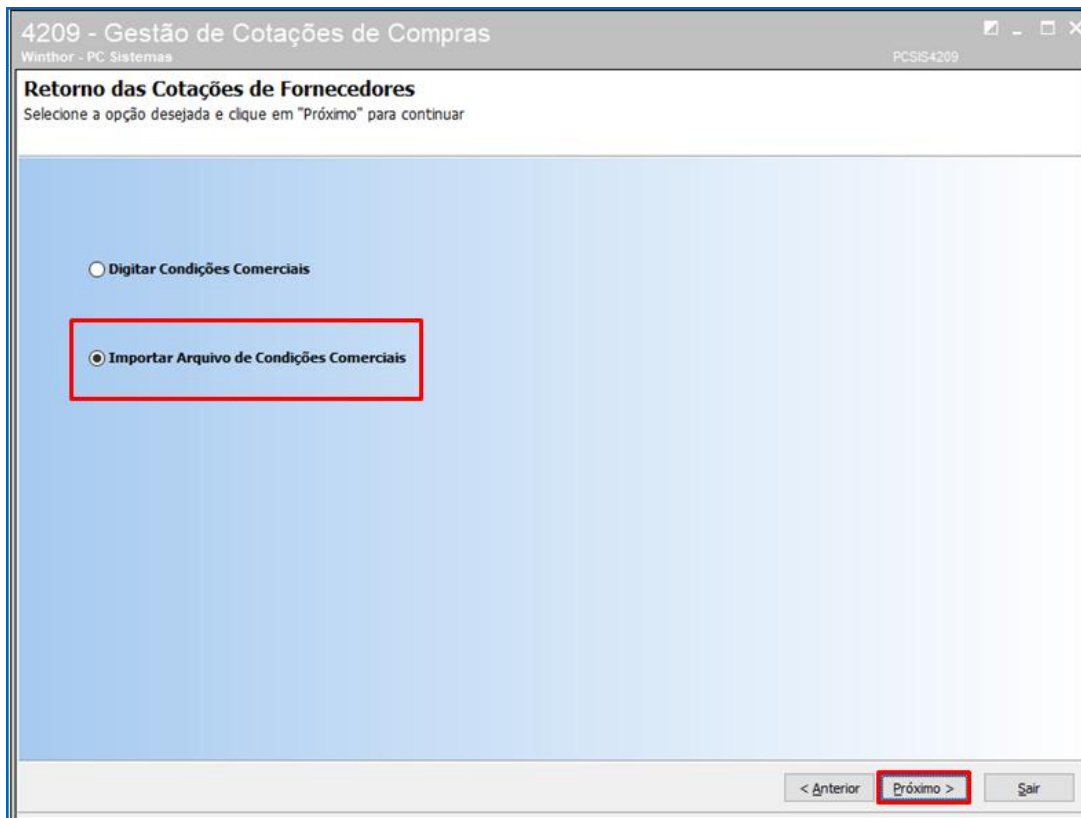 4209 - Gestão de Cotações de Compras
Winthor - PC Sistemas
PCSIS4209
Retorno das Cotações de Fornecedores
Selecione a opção desejada e clique em "Próximo" para continuar
Digitar Condições Comerciais
Importar Arquivo de Condições Comerciais
< Anterior
Próximo >
Sair